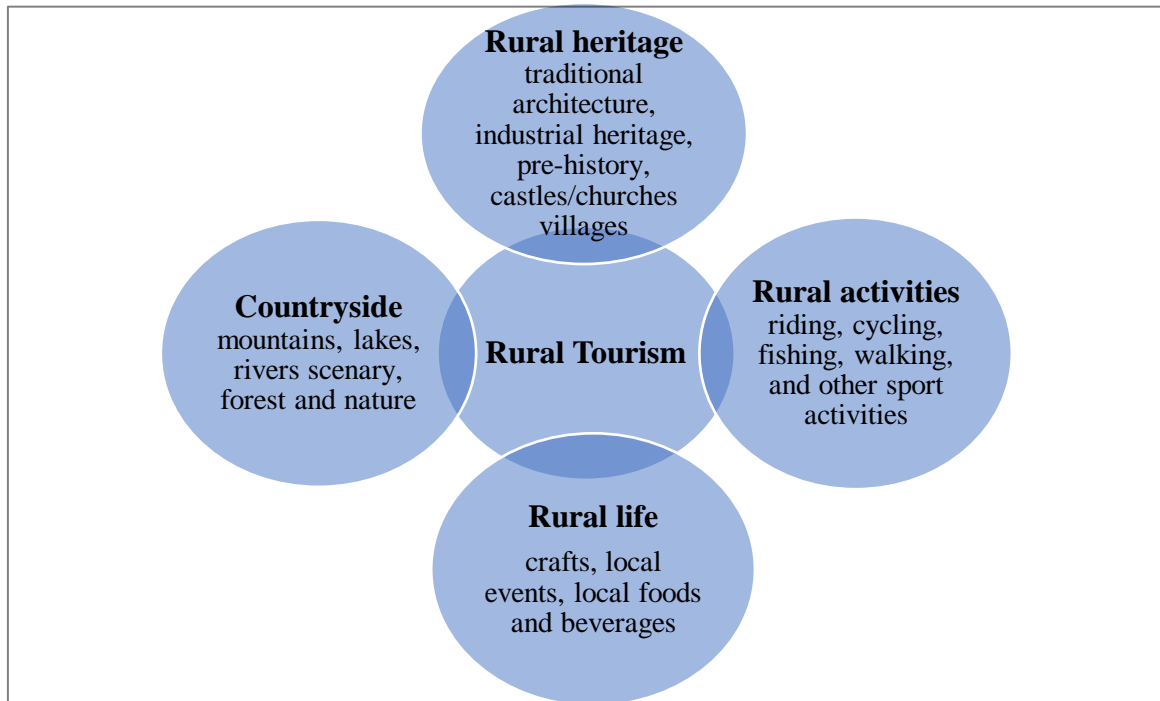 Rural heritage
traditional
architecture,
industrial heritage,
pre-history,
castles/churches
villages
Countryside
mountains, lakes,
rivers scenary,
forest and nature
Rural Tourism
Rural activities
riding, cycling,
fishing, walking,
and other sport
activities
Rural life
crafts, local
events, local foods
and beverages